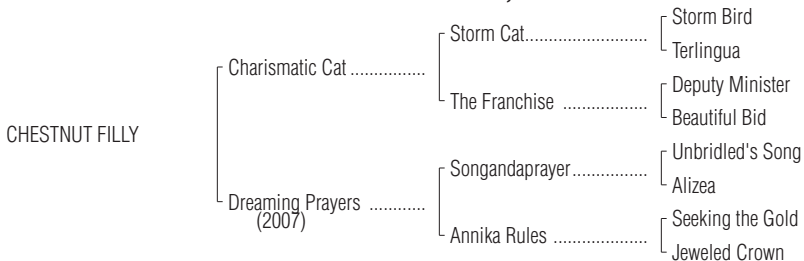 Storm Bird
Storm Cat
Terlingua
Charismatic Cat
Deputy Minister
The Franchise
Beautiful Bid
CHESTNUT FILLY
Unbridled's Song
Songandaprayer
Alizea
Dreaming Prayers
(2007)
Seeking the Gold
Annika Rules
Jeweled Crown